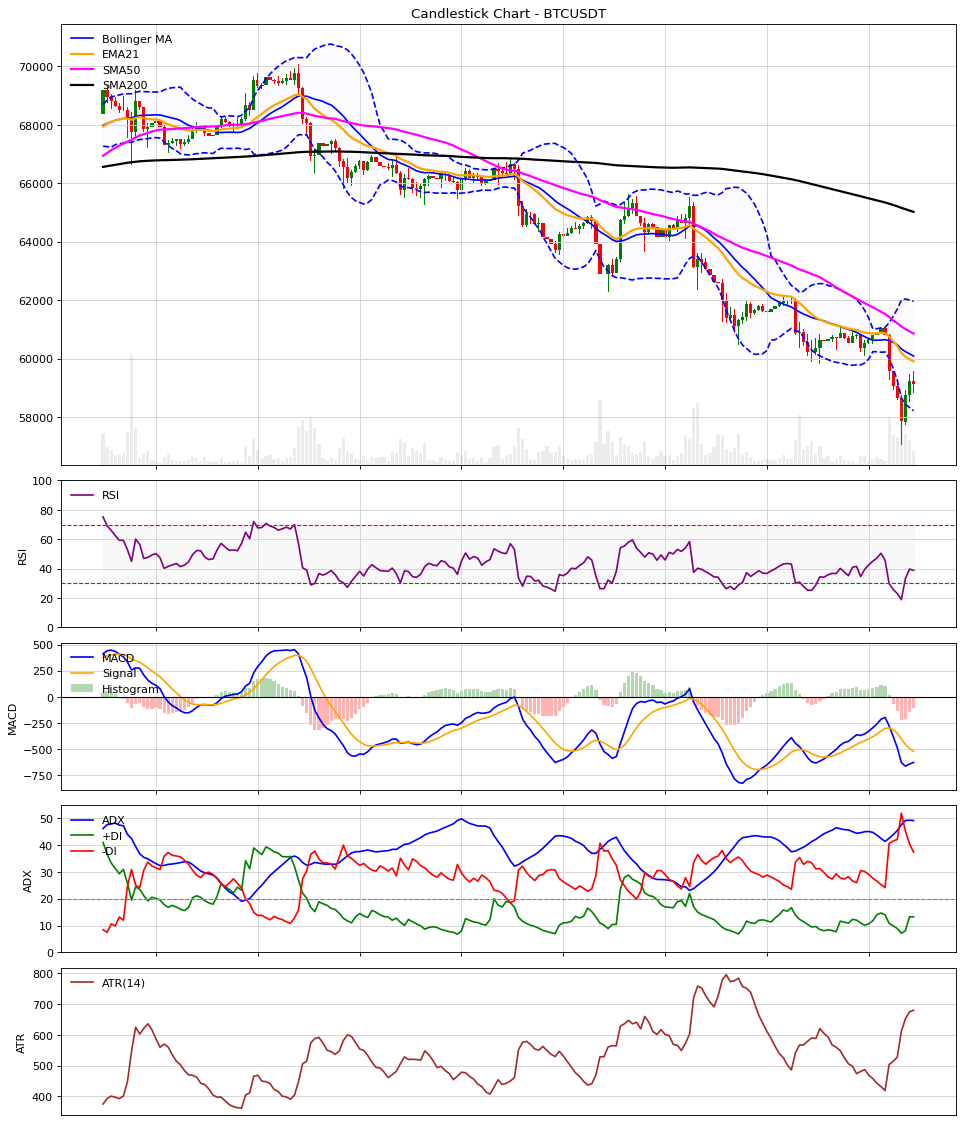 Candlestick Chart - BTCUSDT
Bollinger MA
EMA21
SMA50
SMA200
70000
68000
66000
64000
62000
60000
58000
RSI
RSI
100
80
60
40
20
0
MACD
Signal
Histogram
MACD
500
250
0
−250
−500
−750
ADX
+DI
-DI
ADX
50
40
30
20
10
0
ATR(14)
ATR
800
700
600
500
400